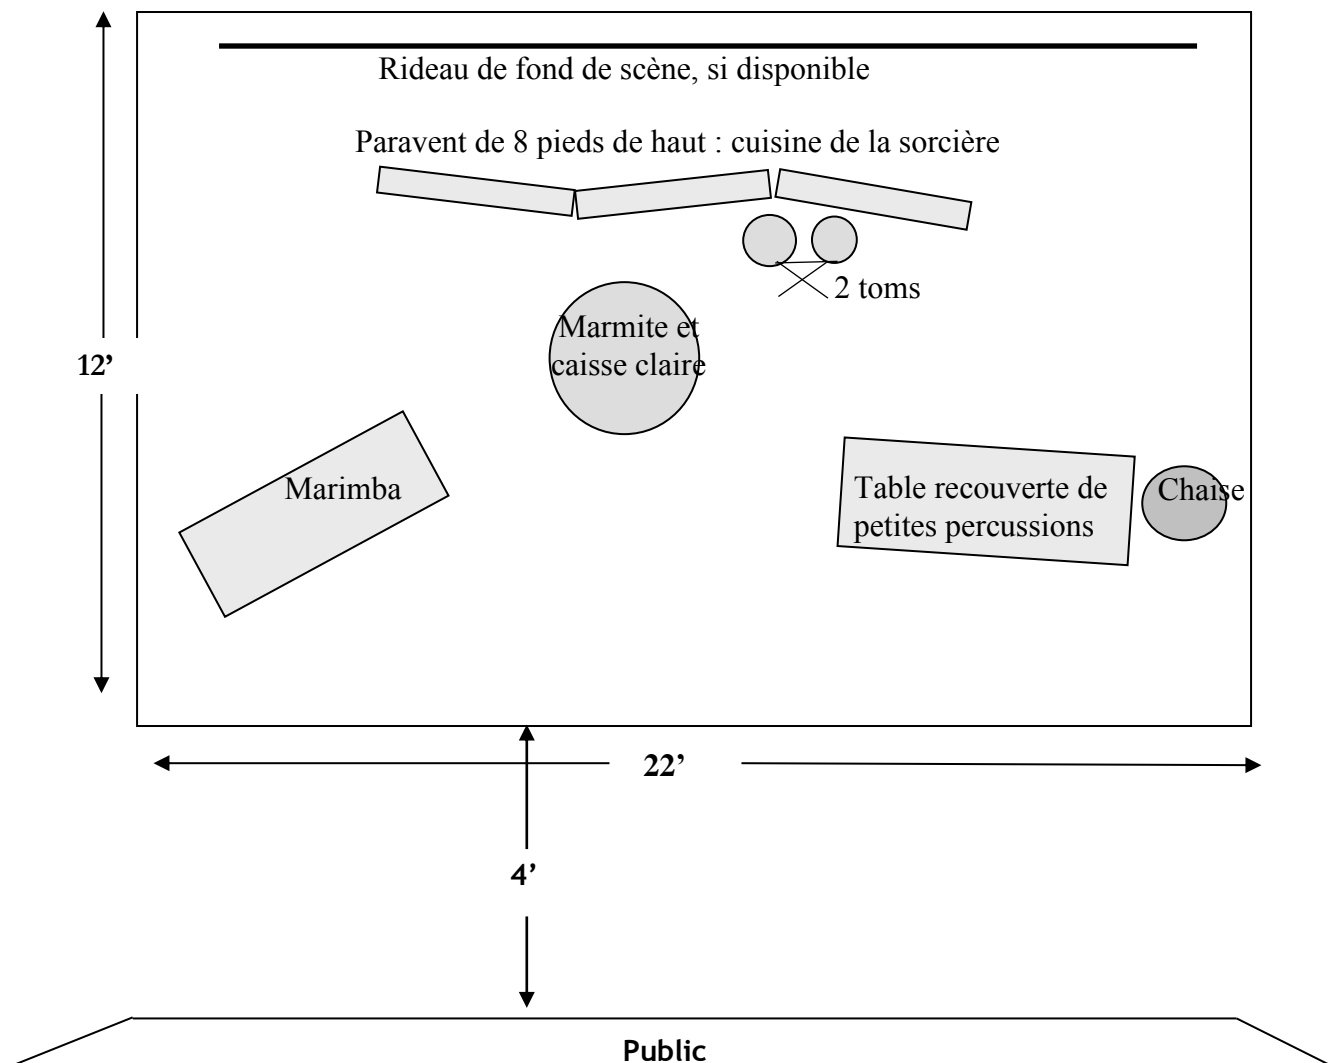 Rideau de fond de scène, si disponible
Paravent de 8 pieds de haut : cuisine de la sorcière
2 toms
Marmite et
caisse claire
12’
Marimba
Table recouverte de
petites percussions
Chaise
22’
4’
Public